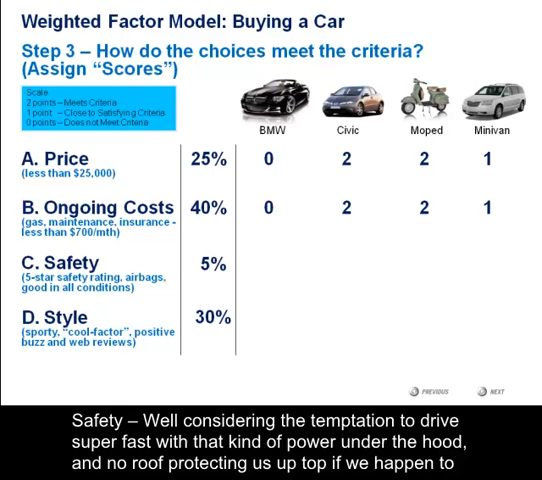 Weighted Factor Model: Buying a Car
Step 3 – How do the choices meet the criteria?
(Assign “Scores”)
Scale
2 points – Meets Criteria
1 point – Close to Satisfying Criteria
0 points – Does not Meet Criteria
BMW Civic Moped Minivan
A. Price 25% 0 2 2 1
(less than $25,000)
B. Ongoing Costs 40% 0 2 2 1
(gas, maintenance, insurance -
less than $700/mth)
C. Safety 5%
(5-star safety rating, airbags,
good in all conditions)
D. Style 30%
(sporty, “cool-factor”, positive
buzz and web reviews)
PREVIOUS NEXT
Safety – Well considering the temptation to drive
super fast with that kind of power under the hood,
and no roof protecting us up top if we happen to